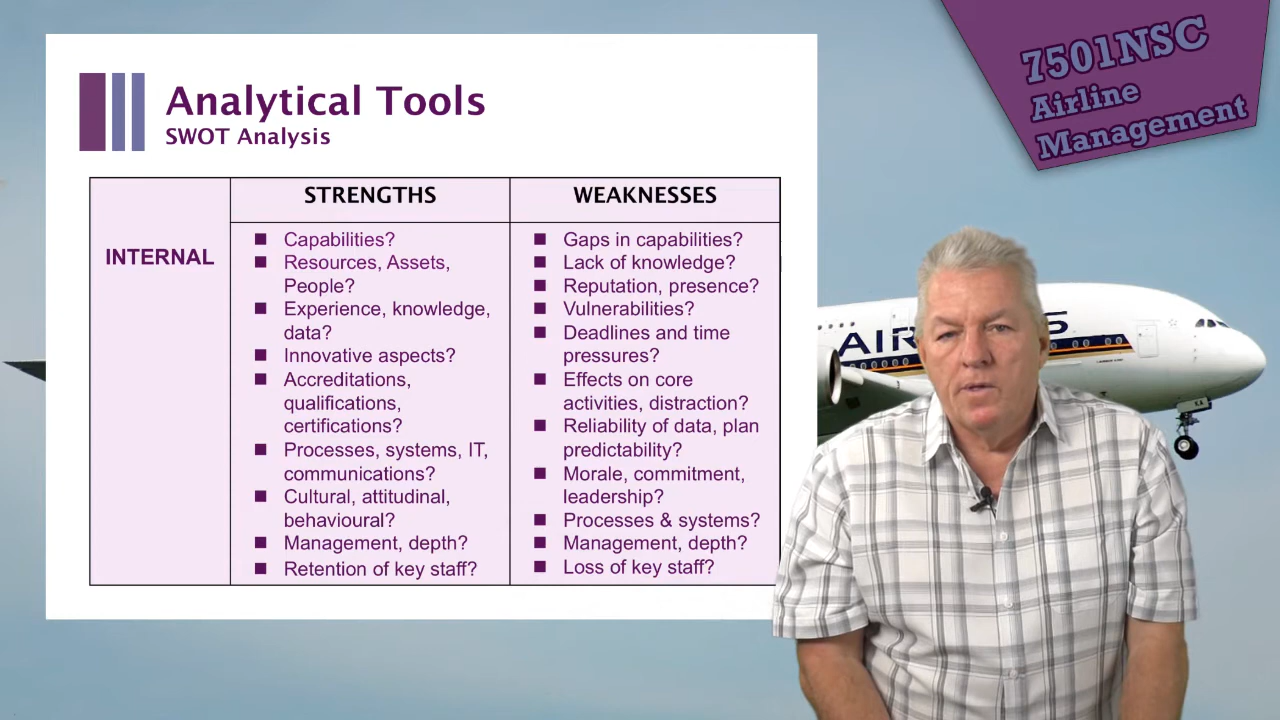 7501NSC
Airline
Management
Analytical Tools
SWOT Analysis
STRENGTHS
WEAKNESSES
INTERNAL
■ Capabilities?
■ Resources, Assets,
People?
■ Experience, knowledge,
data?
■ Innovative aspects?
■ Accreditations,
qualifications,
certifications?
■ Processes, systems, IT,
communications?
■ Cultural, attitudinal,
behavioural?
■ Management, depth?
■ Retention of key staff?
■ Gaps in capabilities?
■ Lack of knowledge?
■ Reputation, presence?
■ Vulnerabilities?
■ Deadlines and time
pressures?
■ Effects on core
activities, distraction?
■ Reliability of data, plan
predictability?
■ Morale, commitment,
leadership?
■ Processes & systems?
■ Management, depth?
■ Loss of key staff?
AIR
KA